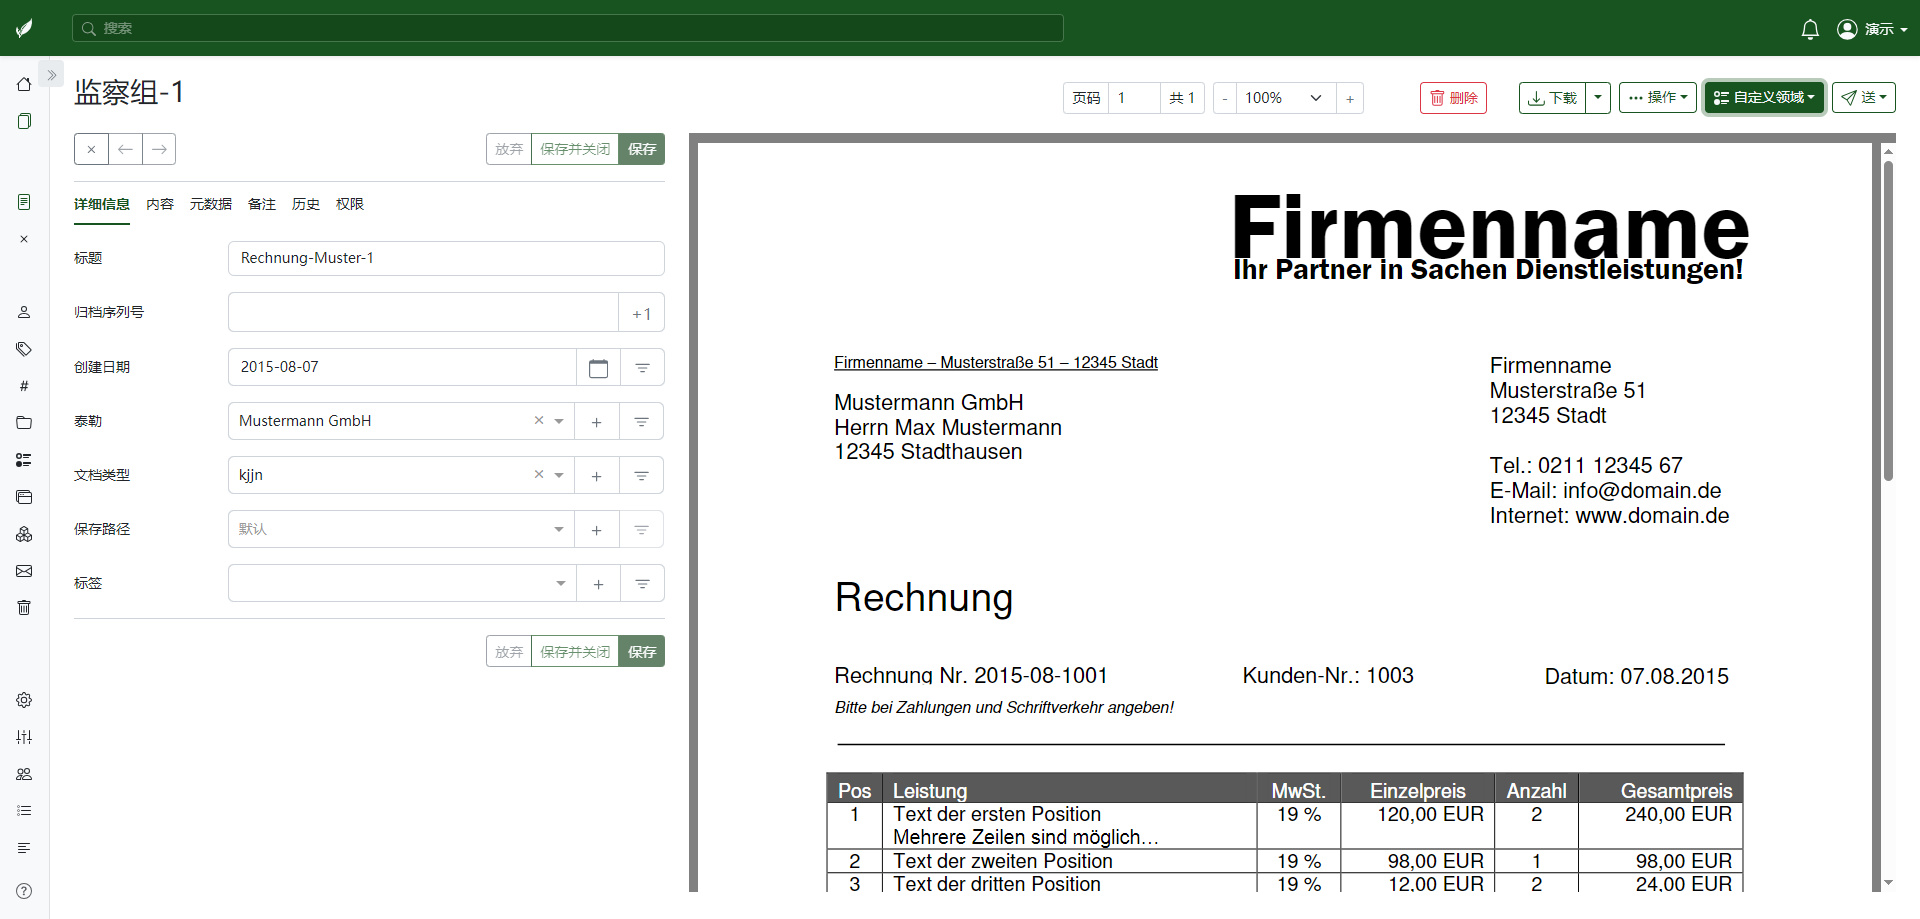 搜索
演示
监察组-1
页码 1 共 1 - 100% +
删除
下载
操作
自定义领域
送
放弃 保存并关闭 保存
详细信息 内容 元数据 备注 历史 权限
标题 Rechnung-Muster-1
归档序列号 +1
创建日期 2015-08-07
泰勒 Mustermann GmbH
文档类型 kjjn
保存路径 默认
标签
放弃 保存并关闭 保存
Firmenname
Ihr Partner in Sachen Dienstleistungen!
Firmenname – Musterstraße 51 – 12345 Stadt
Mustermann GmbH
Herrn Max Mustermann
12345 Stadthausen
Firmenname
Musterstraße 51
12345 Stadt
Tel.: 0211 12345 67
E-Mail: info@domain.de
Internet: www.domain.de
Rechnung
Rechnung Nr. 2015-08-1001 Kunden-Nr.: 1003 Datum: 07.08.2015
Bitte bei Zahlungen und Schriftverkehr angeben!
Pos Leistung MwSt. Einzelpreis Anzahl Gesamtpreis
1 Text der ersten Position 19 % 120,00 EUR 2 240,00 EUR
Mehrere Zeilen sind möglich…
2 Text der zweiten Position 19 % 98,00 EUR 1 98,00 EUR
3 Text der dritten Position 19 % 12,00 EUR 2 24,00 EUR